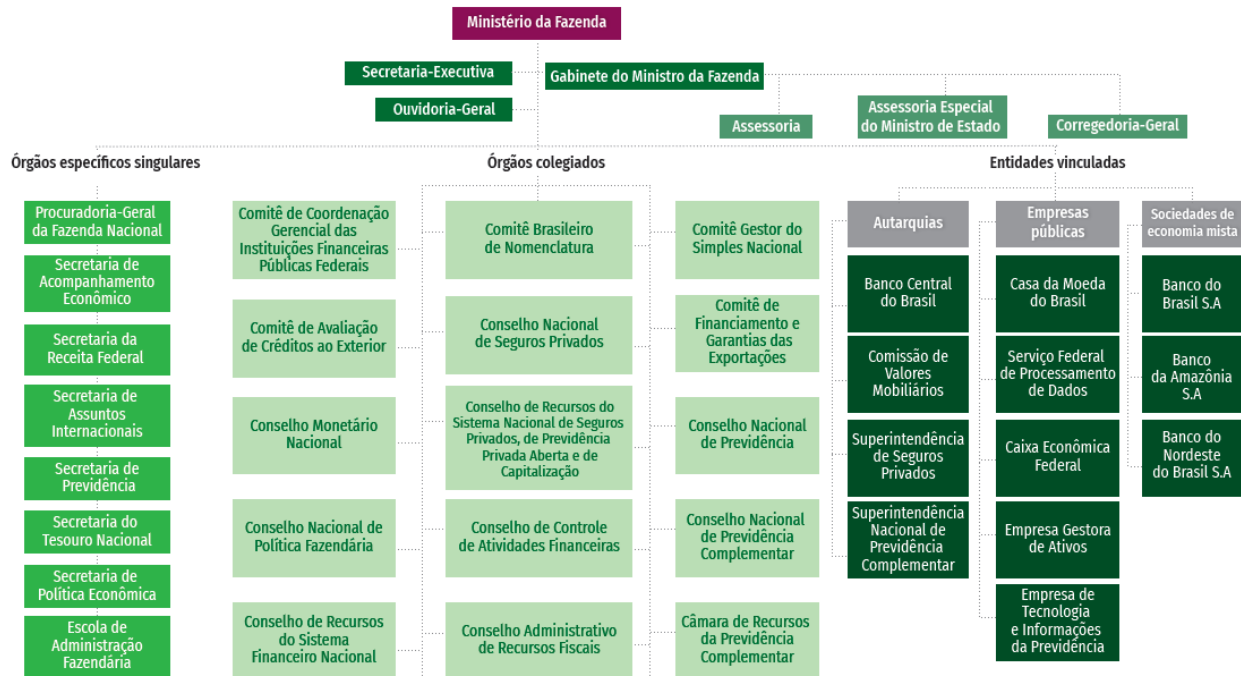 Ministério da Fazenda
Secretaria-Executiva
Gabinete do Ministro da Fazenda
Ouvidoria-Geral
Assessoria
Assessoria Especial
do Ministro de Estado
Corregedoria-Geral
Órgãos específicos singulares
Procuradoria-Geral
da Fazenda Nacional
Secretaria de
Acompanhamento
Econômico
Secretaria da
Receita Federal
Secretaria de
Assuntos
Internacionais
Secretaria de
Previdência
Secretaria do
Tesouro Nacional
Secretaria de
Política Econômica
Escola de
Administração
Fazendária
Órgãos colegiados
Comitê de Coordenação
Gerencial das
Instituições Financeiras
Públicas Federais
Comitê de Avaliação
de Créditos ao Exterior
Conselho Monetário
Nacional
Conselho Nacional de
Política Fazendária
Conselho de Recursos
do Sistema
Financeiro Nacional
Comitê Brasileiro
de Nomenclatura
Conselho Nacional
de Seguros Privados
Conselho de Recursos do
Sistema Nacional de Seguros
Privados, de Previdência
Privada Aberta e de
Capitalização
Conselho de Controle
de Atividades Financeiras
Conselho Administrativo
de Recursos Fiscais
Comitê Gestor do
Simples Nacional
Comitê de
Financiamento e
Garantias das
Exportações
Conselho Nacional
de Previdência
Conselho Nacional
de Previdência
Complementar
Câmara de Recursos
da Previdência
Complementar
Entidades vinculadas
Autarquias
Banco Central
do Brasil
Comissão de
Valores
Mobiliários
Superintendência
de Seguros
Privados
Superintendência
Nacional de
Previdência
Complementar
Empresas
públicas
Casa da Moeda
do Brasil
Serviço Federal
de Processamento
de Dados
Caixa Econômica
Federal
Empresa Gestora
de Ativos
Empresa de
Tecnologia
e Informações
da Previdência
Sociedades de
economia mista
Banco do
Brasil S.A
Banco
da Amazônia
S.A
Banco do
Nordeste
do Brasil S.A